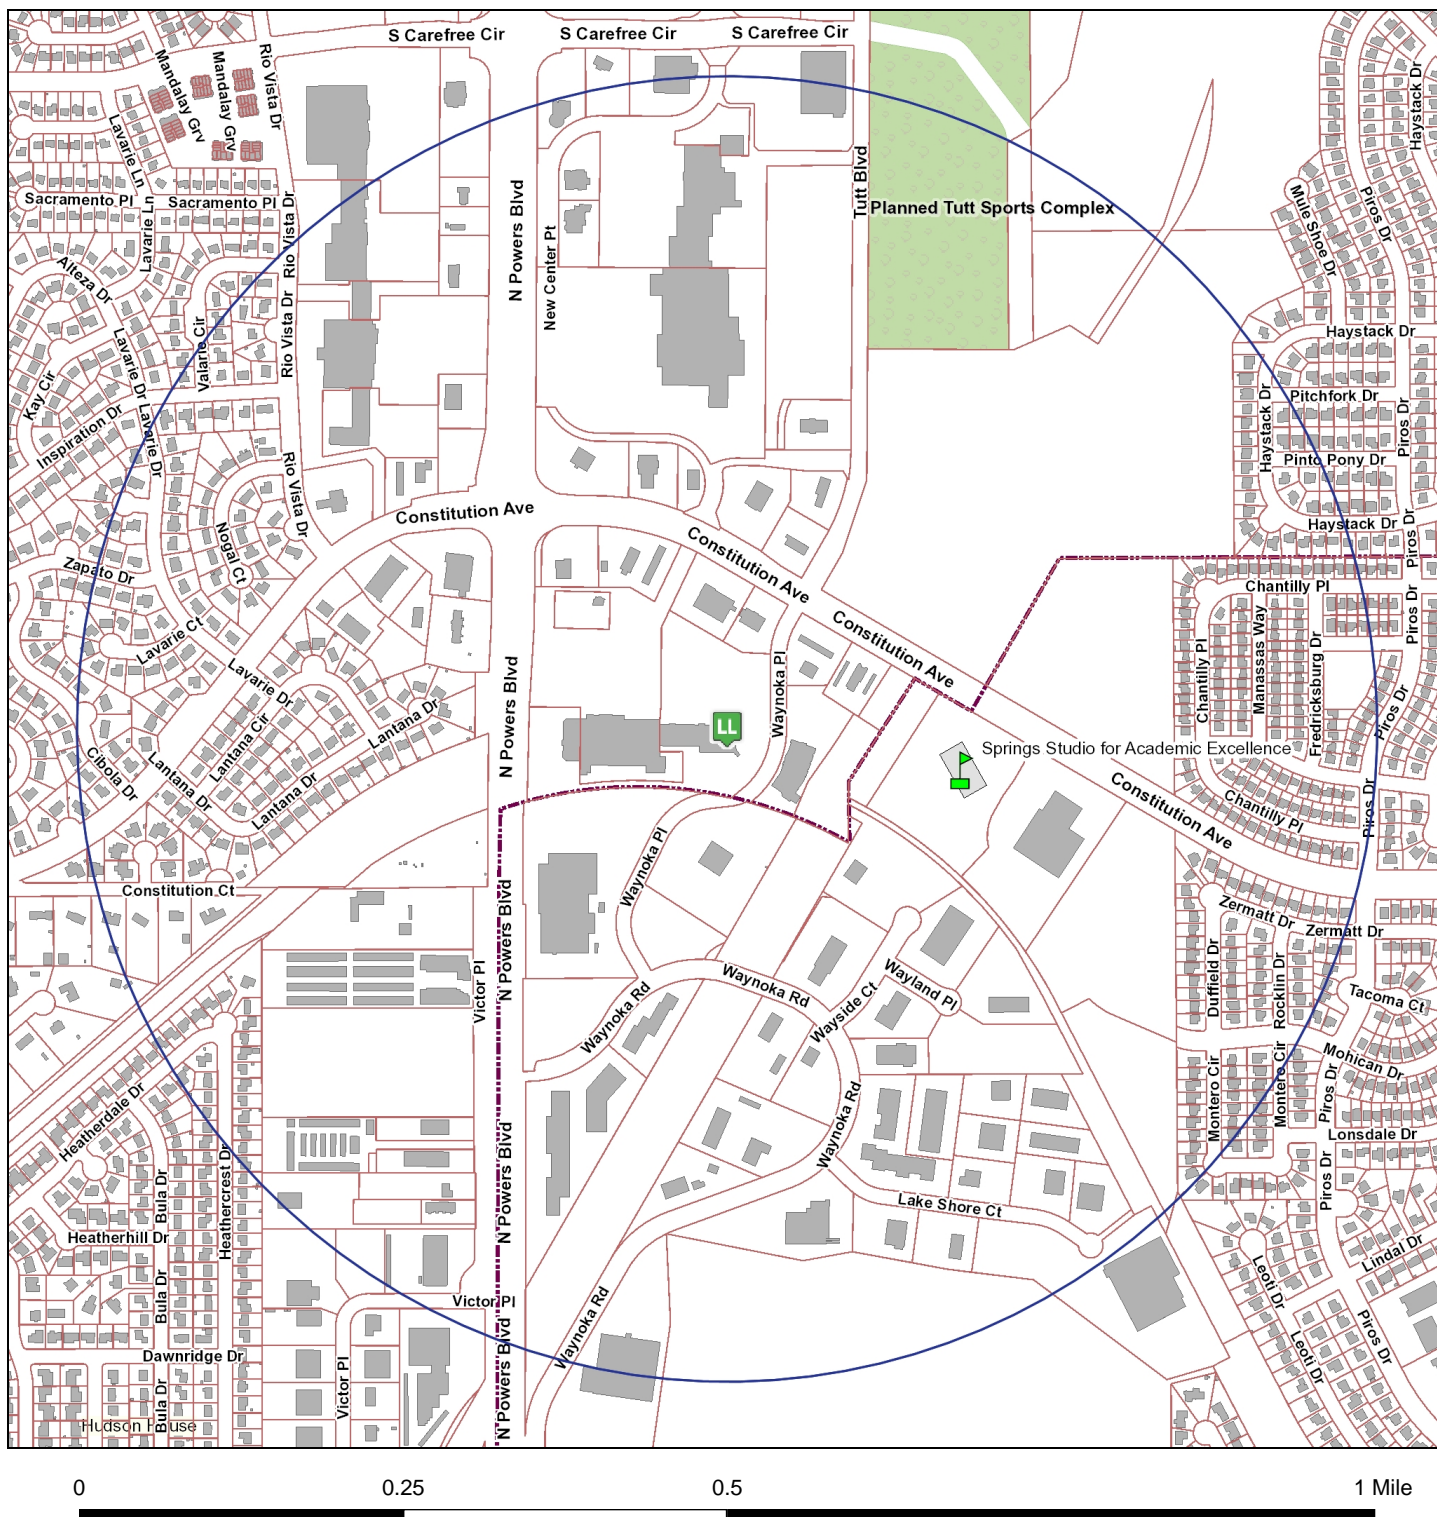 S Carefree Cir
S Carefree Cir
S Carefree Cir
Rio Vista Dr
Mandalay Grv
Mandalay Grv
Haystack Dr
Lavarie Ln
Sacramento Pl
Sacramento Pl
Lavarie Ln
Rio Vista Dr
N Powers Blvd
New Center Pt
Tutt Blvd
Planned Tutt Sports Complex
Mule Shoe Dr
Piros Dr
Alteza Dr
Valarie Cir
Rio Vista Dr
Lavarie Dr
Kay Cir
Inspiration Dr
Lavarie Dr
Haystack Dr
Pitchfork Dr
Haystack Dr
Piros Dr
Pinto Pony Dr
Rio Vista Dr
Constitution Ave
Nogal Ct
Haystack Dr
Piros Dr
Constitution Ave
Zapato Dr
Chantilly Pl
Piros Dr
Constitution Ave
Lavarie Ct
Lavarie Dr
Waynoka Pl
Chantilly Pl
Manassas Way
Fredricksburg Dr
N Powers Blvd
Lantana Cir
Lantana Dr
Piros Dr
LL
Springs Studio for Academic Excellence
Cibola Dr
Lantana Dr
Lantana Dr
Constitution Ave
Chantilly Pl
Piros Dr
Waynoka Pl
Constitution Ct
N Powers Blvd
Zermatt Dr
Zermatt Dr
Victor Pl
Waynoka Rd
Waynoka Rd
Wayside Ct
Wayland Pl
Duffield Dr
Rocklin Dr
Tacoma Ct
Mohican Dr
Heatherdale Dr
Waynoka Rd
Montero Cir
Montero Cir
Piros Dr
Lonsdale Dr
N Powers Blvd
Bula Dr
Heathercrest Dr
Piros Dr
Lake Shore Ct
Heatherhill Dr
Lindal Dr
Bula Dr
Leoti Dr
Victor Pl
Waynoka Rd
Piros Dr
Leoti Dr
Dawnridge Dr
Victor Pl
N Powers Blvd
Bula Dr
Hudson House
0
0.25
0.5
1 Mile